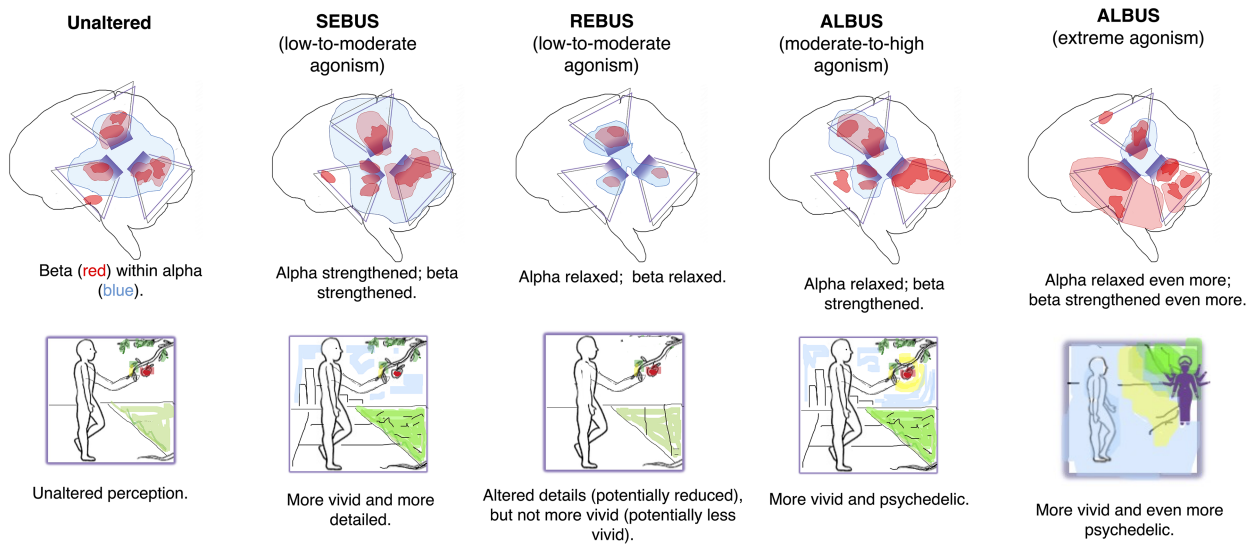 Unaltered
SEBUS
(low-to-moderate
agonism)
REBUS
(low-to-moderate
agonism)
ALBUS
(moderate-to-high
agonism)
ALBUS
(extreme agonism)
Beta (red) within alpha
(blue).
Alpha strengthened; beta
strengthened.
Alpha relaxed; beta relaxed.
Alpha relaxed; beta
strengthened.
Alpha relaxed even more;
beta strengthened even more.
Unaltered perception.
More vivid and more
detailed.
Altered details (potentially reduced),
but not more vivid (potentially less
vivid).
More vivid and psychedelic.
More vivid and even more
psychedelic.